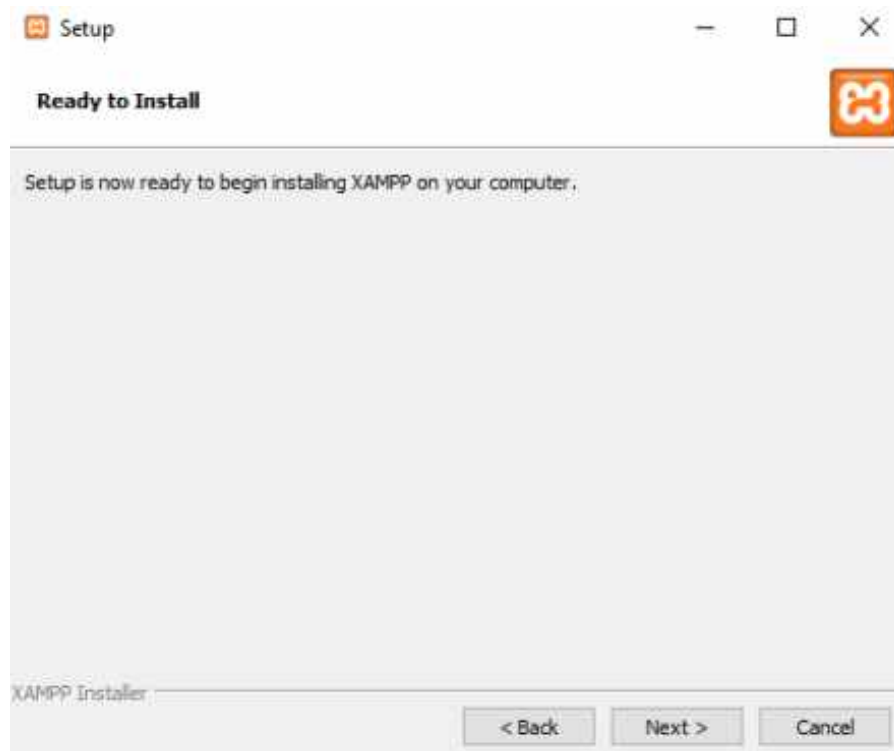 Setup
Ready to Install
Setup is now ready to begin installing XAMPP on your computer.
XAMPP Installer
< Back Next > Cancel